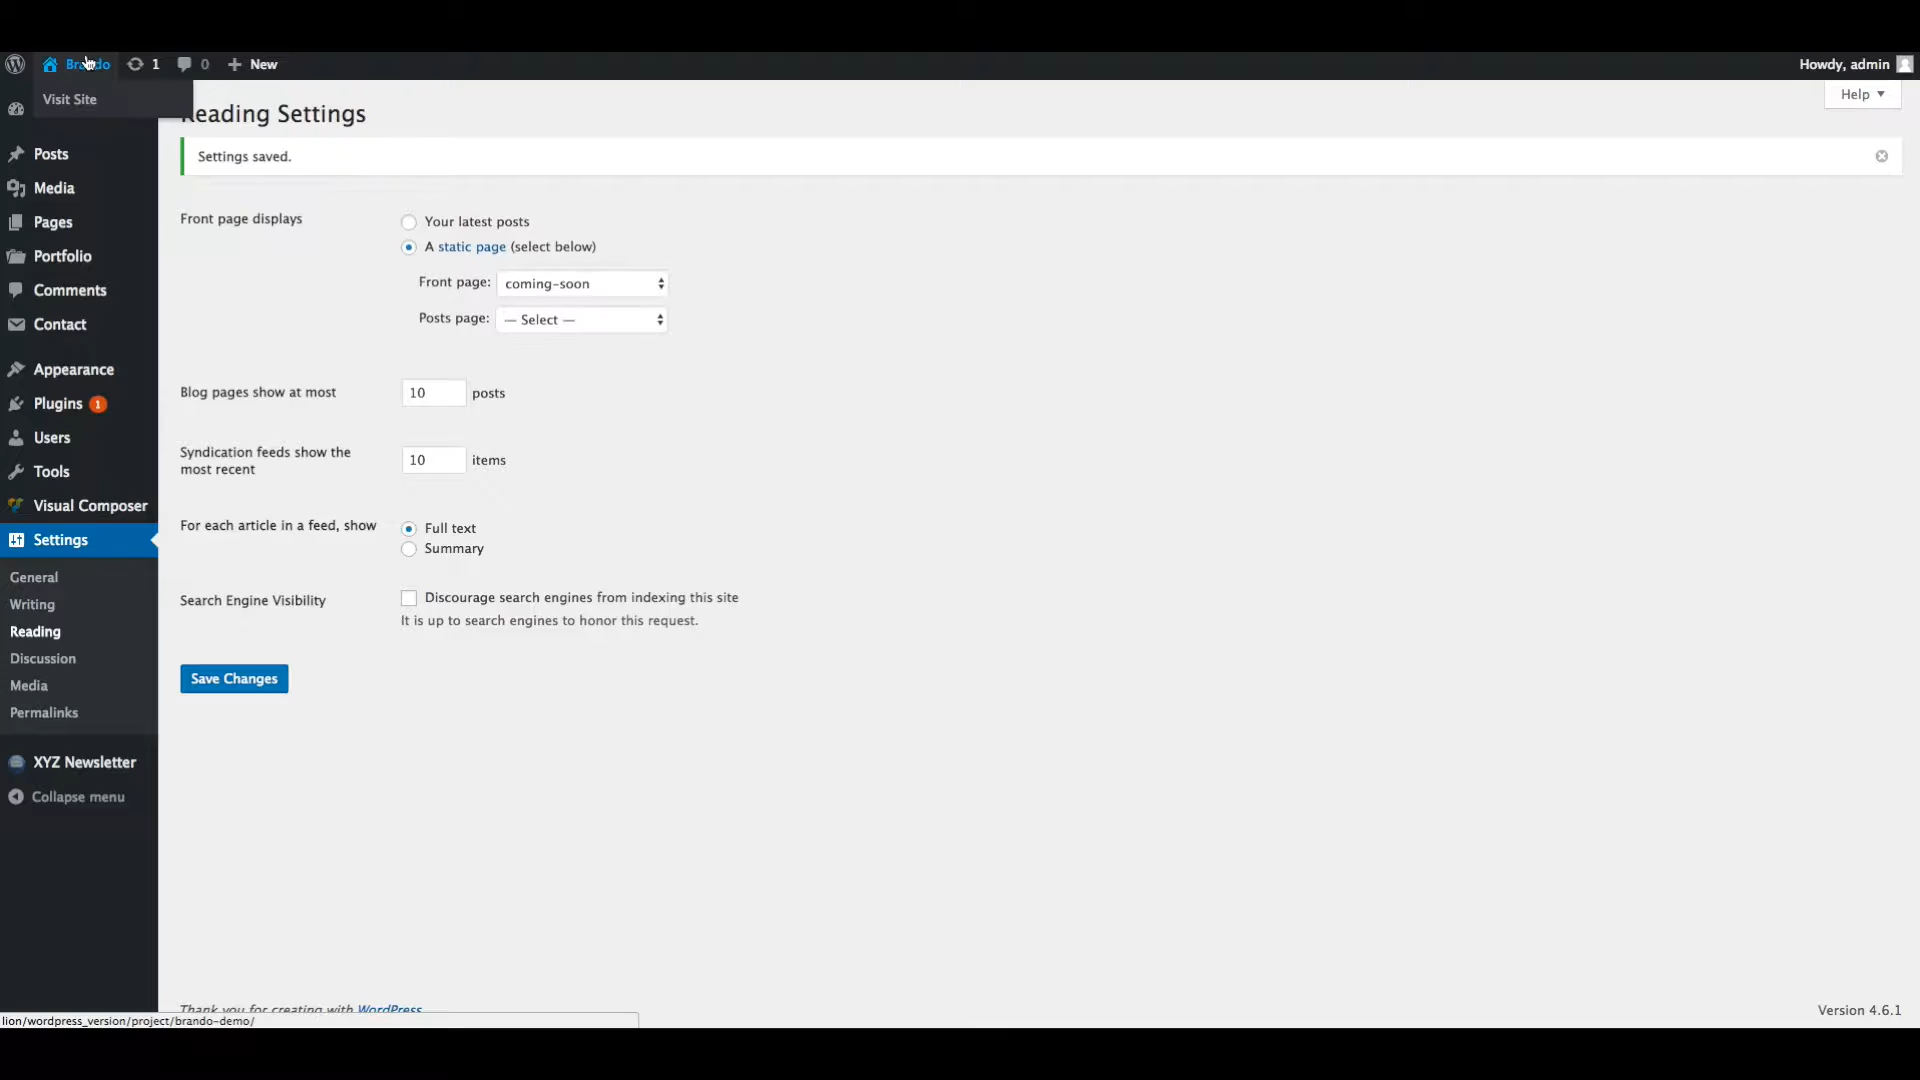 Brando 1 0 New Howdy, admin
Visit Site
Help
Reading Settings
Settings saved.
Posts
Media
Pages
Portfolio
Comments
Contact
Appearance
Plugins 1
Users
Tools
Visual Composer
Settings
General
Writing
Reading
Discussion
Media
Permalinks
XYZ Newsletter
Collapse menu
Front page displays
Your latest posts
A static page (select below)
Front page: coming-soon
Posts page: — Select —
Blog pages show at most 10 posts
Syndication feeds show the
most recent
10 items
For each article in a feed, show
Full text
Summary
Search Engine Visibility
Discourage search engines from indexing this site
It is up to search engines to honor this request.
Save Changes
Thank you for creating with WordPress
Version 4.6.1
lion/wordpress_version/project/brando-demo/